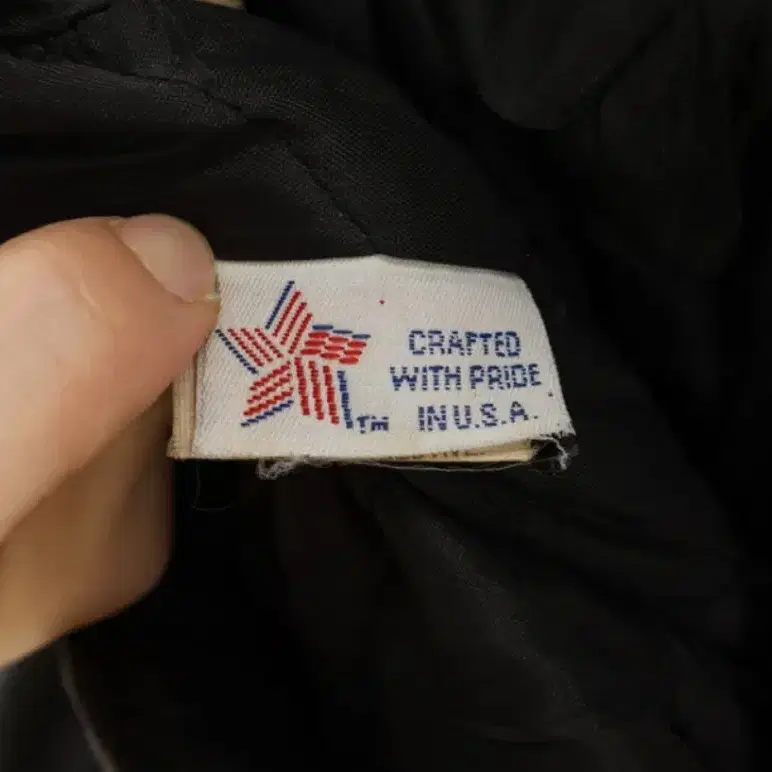 CRAFTED
WITH PRIDE
IN U.S.A.
TM